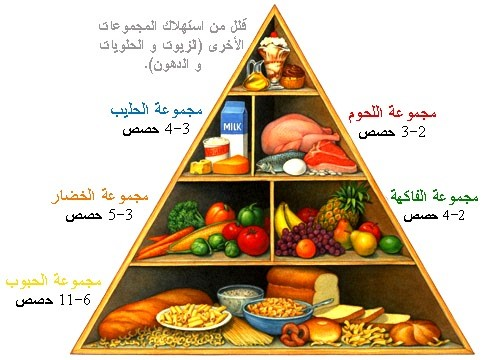 قلل من استهلاك المجموعات
الأخرى (الزيوت و الحلويات
و الدهون).
مجموعة الحليب
3-4 حصص
مجموعة اللحوم
2-3 حصص
MILK
مجموعة الخضار
3-5 حصص
مجموعة الفاكهة
2-4 حصص
مجموعة الحبوب
6-11 حصص